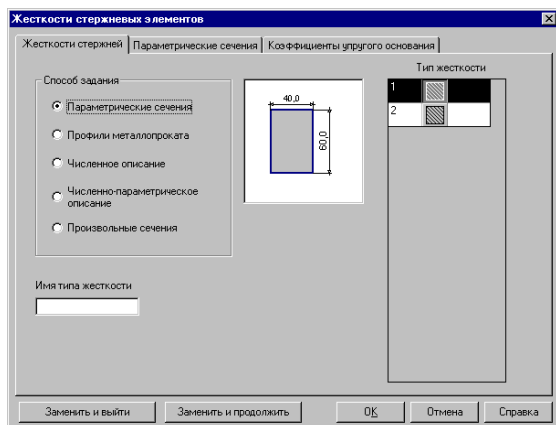 Жесткости стержневых элементов
Жесткости стержней
Параметрические сечения
Коэффициенты упругого основания
Способ задания
Параметрические сечения
Профили металлопроката
Численное описание
Численно-параметрическое
описание
Произвольные сечения
40,0
60,0
Тип жесткости
1
2
Имя типа жесткости
Заменить и выйти
Заменить и продолжить
OK
Отмена
Справка